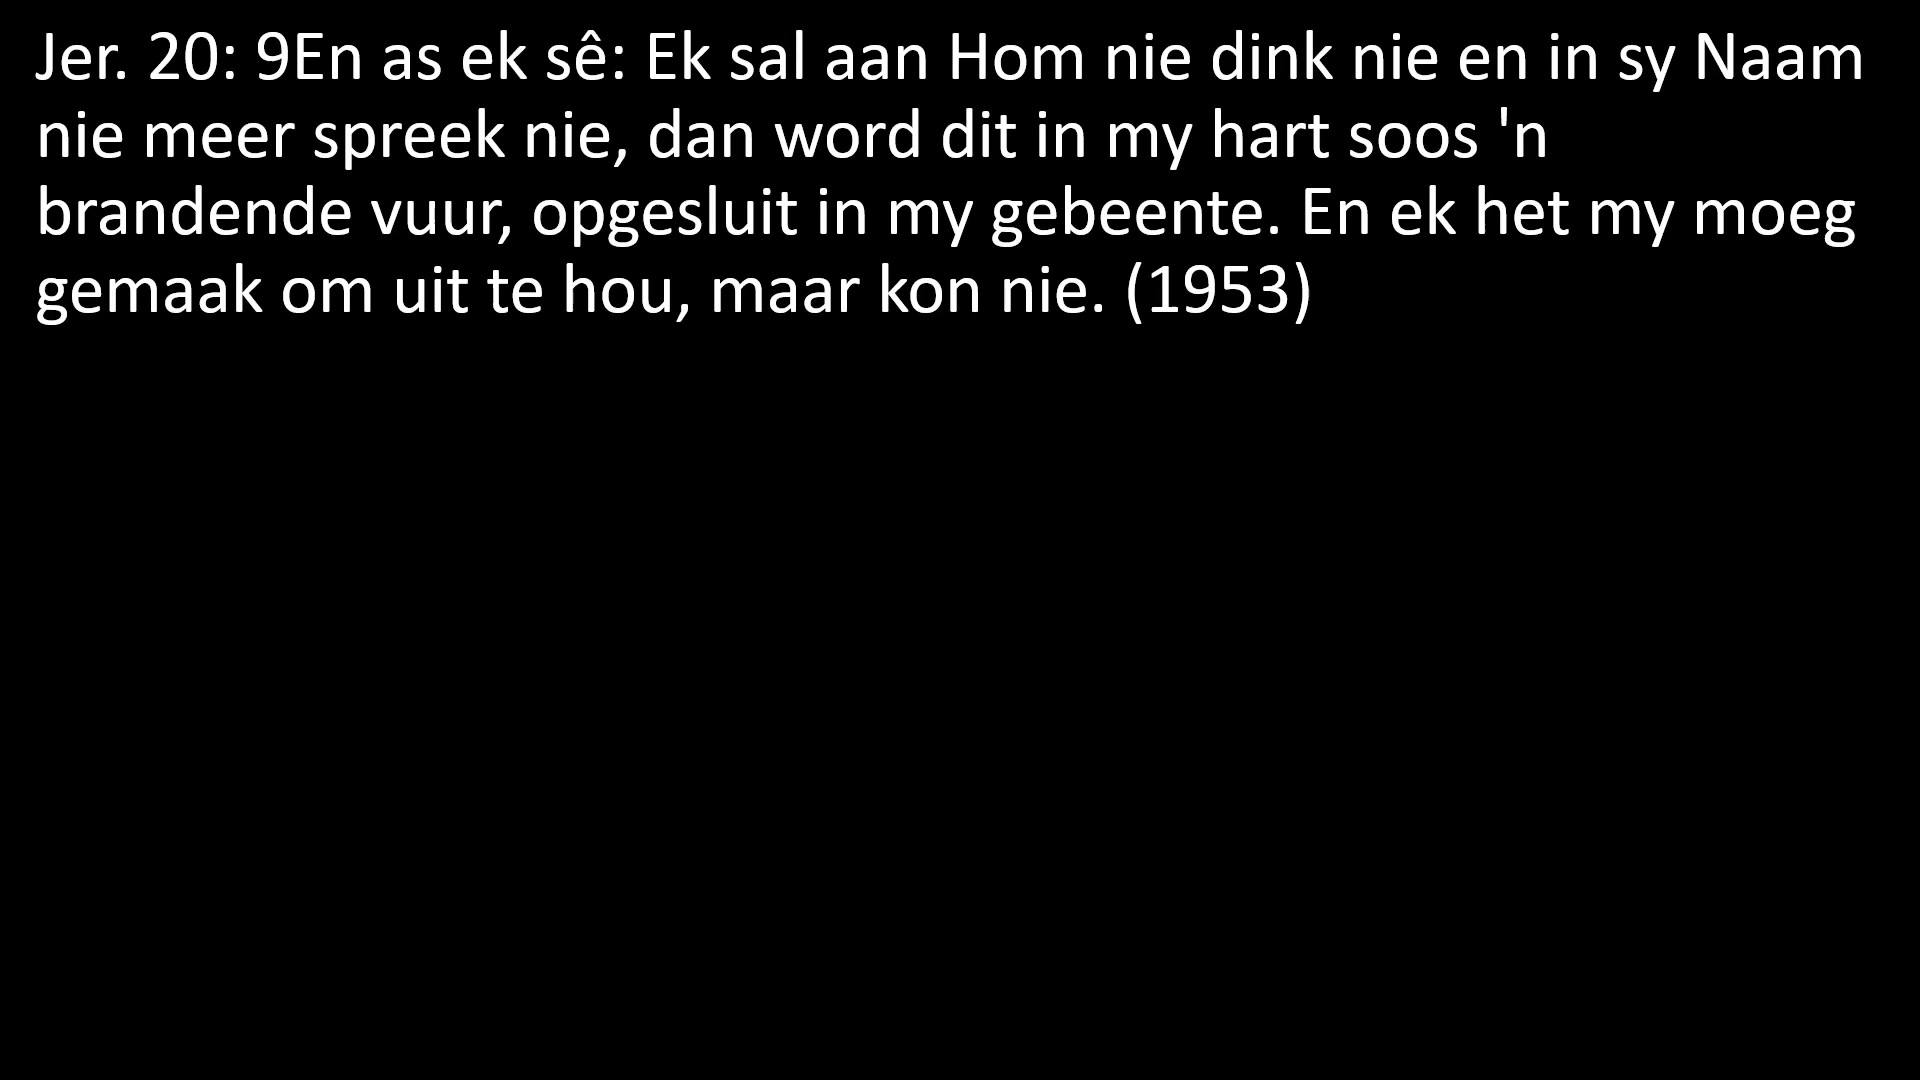 Jer. 20: 9En as ek sê: Ek sal aan Hom nie dink nie en in sy Naam
nie meer spreek nie, dan word dit in my hart soos 'n
brandende vuur, opgesluit in my gebeente. En ek het my moeg
gemaak om uit te hou, maar kon nie. (1953)